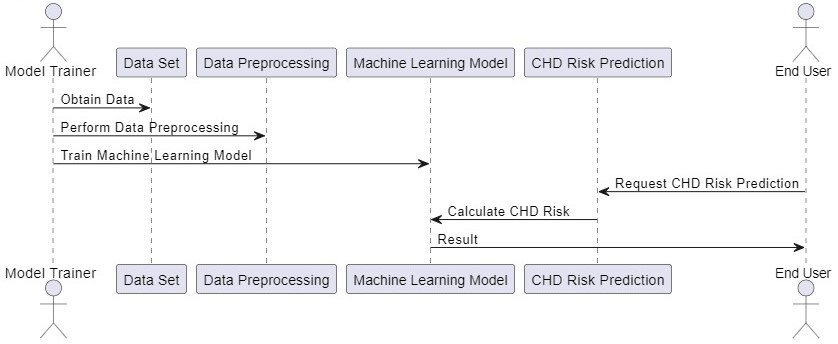 Model Trainer
Data Set
Data Preprocessing
Machine Learning Model
CHD Risk Prediction
End User
Obtain Data
Perform Data Preprocessing
Train Machine Learning Model
Request CHD Risk Prediction
Calculate CHD Risk
Result
Model Trainer
Data Set
Data Preprocessing
Machine Learning Model
CHD Risk Prediction
End User